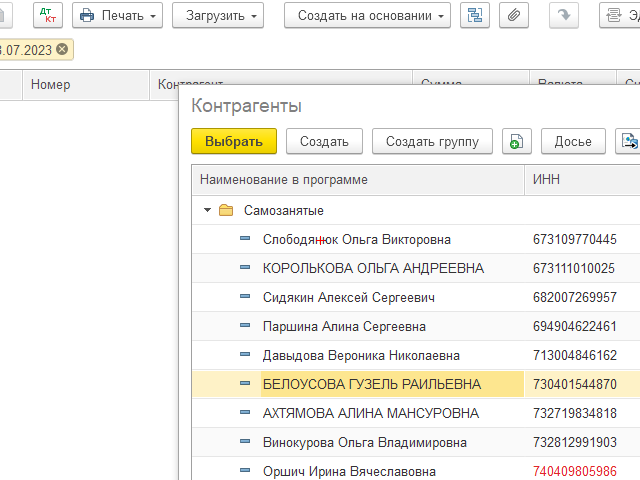 Дт Кт Печать Загрузить Создать на основании
.07.2023
Номер Контрагент Сумма Валюта
Контрагенты
Выбрать Создать Создать группу Досье
Наименование в программе ИНН
Самозанятые
Слободянюк Ольга Викторовна 673109770445
КОРОЛЬКОВА ОЛЬГА АНДРЕЕВНА 673111010025
Сидякин Алексей Сергеевич 682007269957
Паршина Алина Сергеевна 694904622461
Давыдова Вероника Николаевна 713004846162
БЕЛОУСОВА ГУЗЕЛЬ РАИЛЬЕВНА 730401544870
АХТЯМОВА АЛИНА МАНСУРОВНА 732719834818
Винокурова Ольга Владимировна 732812991903
Оршич Ирина Вячеславовна 740409805986